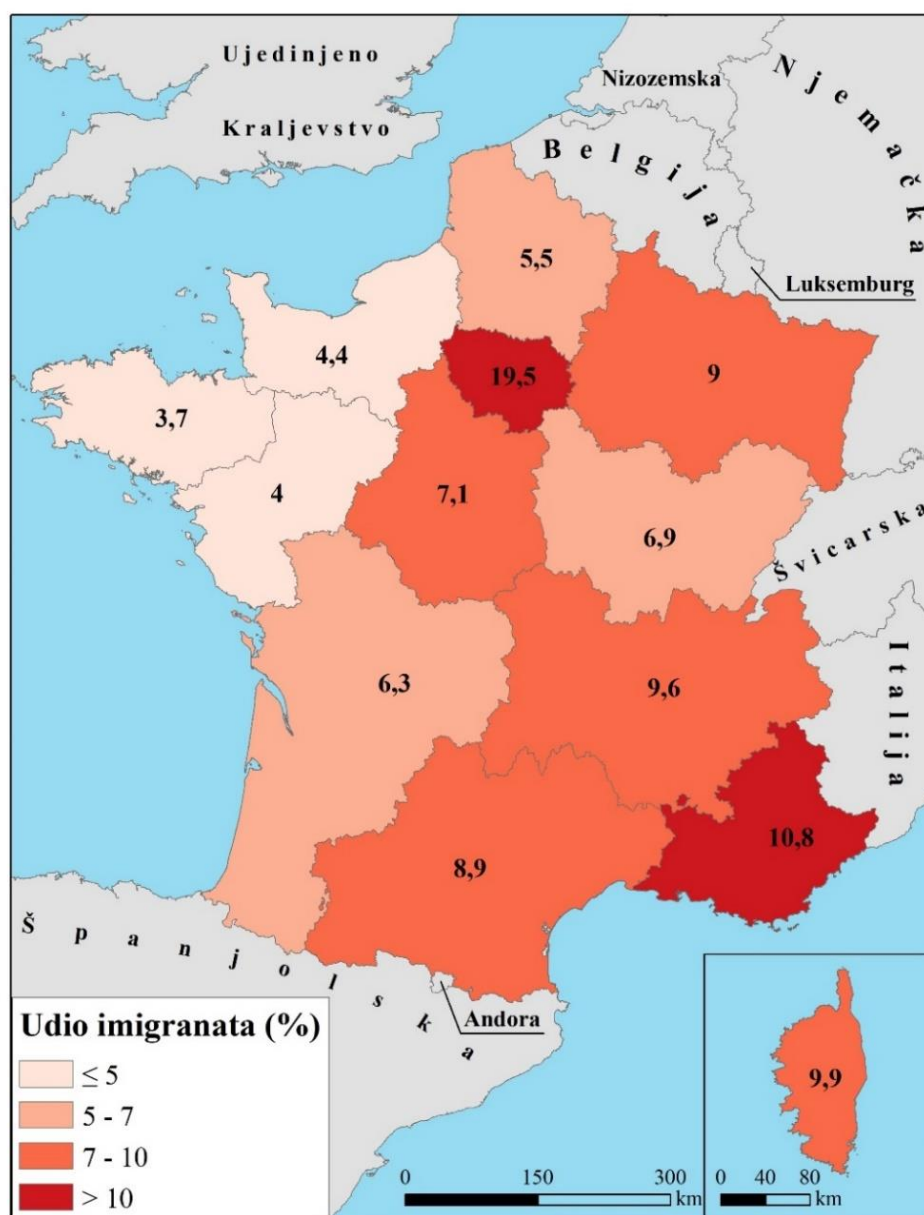 Ujedinjeno
Kraljevstvo
Nizozemska
Njemačka
Belgija
Luksemburg
5,5
4,4
19,5
9
3,7
4
7,1
6,9
Švicarska
Italija
6,3
9,6
10,8
8,9
Španjolska
Andora
9,9
Udio imigranata (%)
≤ 5
5 - 7
7 - 10
> 10
0 150 300
km
0 40 80
km